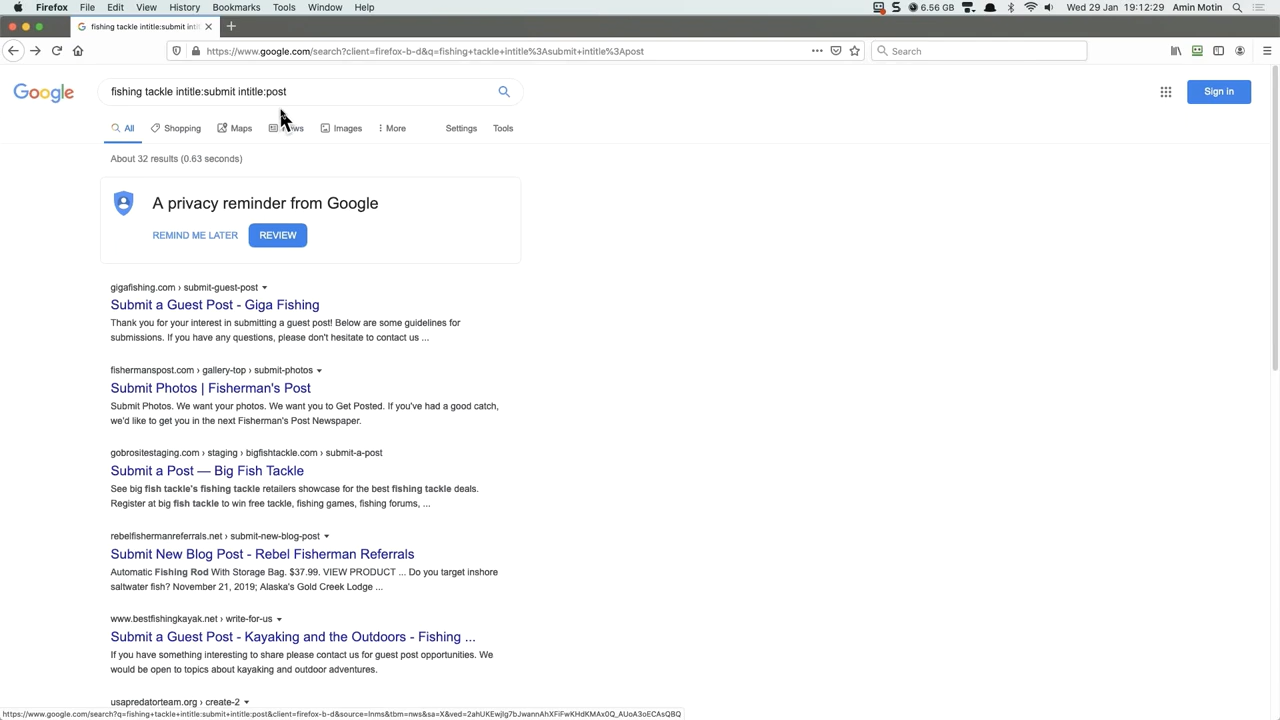 Firefox File Edit View History Bookmarks Tools Window Help 6.56 GB Wed 29 Jan 19:12:29 Amin Motin
fishing tackle intitle:submit inti
https://www.google.com/search?client=firefox-b-d&q=fishing+tackle+intitle%3Asubmit+intitle%3Apost Search
Google fishing tackle intitle:submit intitle:post Sign in
All Shopping Maps Images More Settings Tools
About 32 results (0.63 seconds)
A privacy reminder from Google
REMIND ME LATER REVIEW
gigafishing.com › submit-guest-post
Submit a Guest Post - Giga Fishing
Thank you for your interest in submitting a guest post! Below are some guidelines for
submissions. If you have any questions, please don't hesitate to contact us ...
fishermanspost.com › gallery-top › submit-photos
Submit Photos | Fisherman's Post
Submit Photos. We want your photos. We want you to Get Posted. If you've had a good catch,
we'd like to get you in the next Fisherman's Post Newspaper.
gobrositestaging.com › staging › bigfishtackle.com › submit-a-post
Submit a Post — Big Fish Tackle
See big fish tackle's fishing tackle retailers showcase for the best fishing tackle deals.
Register at big fish tackle to win free tackle, fishing games, fishing forums, ...
rebelfishermanreferrals.net › submit-new-blog-post
Submit New Blog Post - Rebel Fisherman Referrals
Automatic Fishing Rod With Storage Bag. $37.99. VIEW PRODUCT ... Do you target inshore
saltwater fish? November 21, 2019; Alaska's Gold Creek Lodge ...
www.bestfishingkayak.net › write-for-us
Submit a Guest Post - Kayaking and the Outdoors - Fishing ...
If you have something interesting to share please contact us for guest post opportunities. We
would be open to topics about kayaking and outdoor adventures.
usapredatorteam.org › create-2